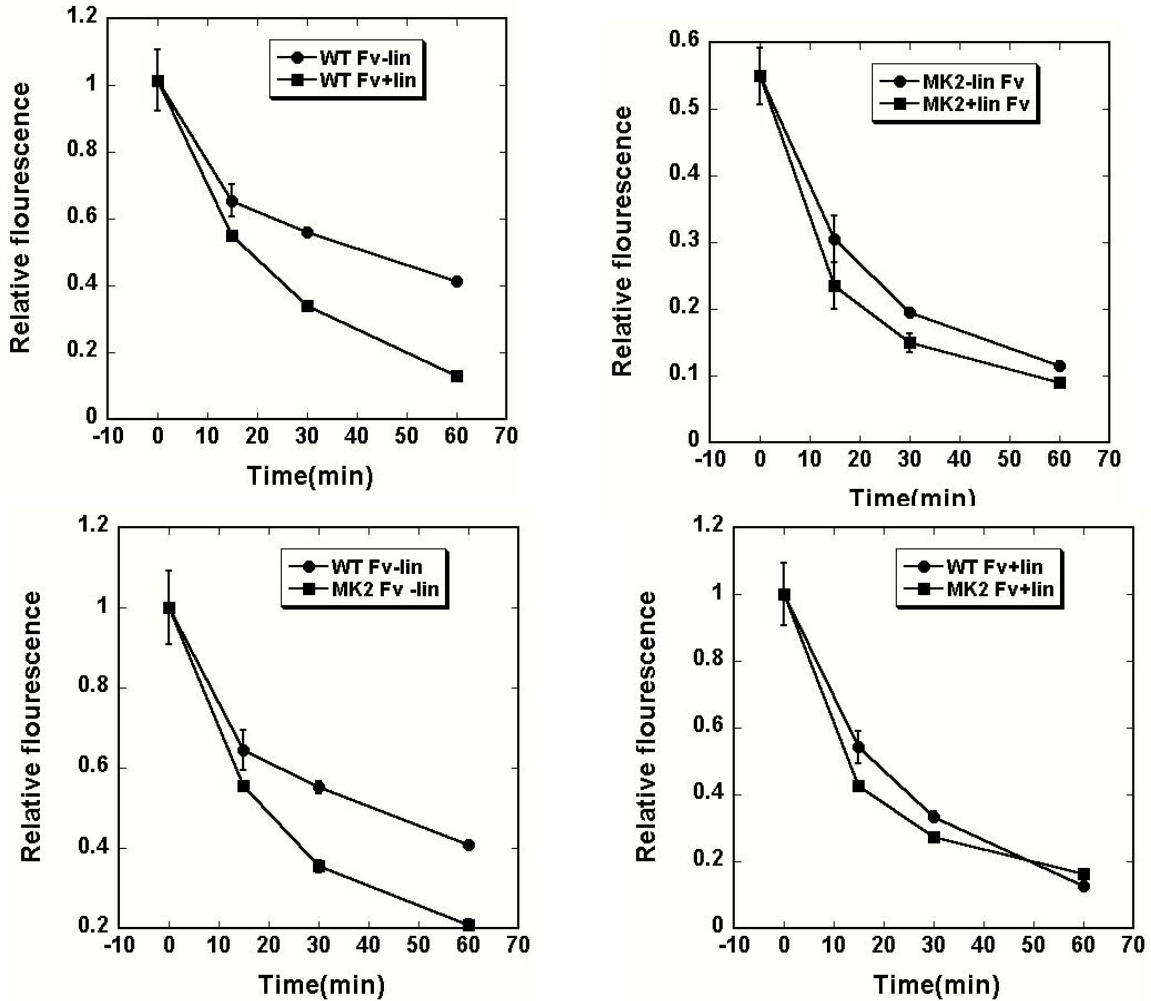 1.2
1
0.8
0.6
0.4
0.2
0
-10 0 10 20 30 40 50 60 70
Time(min)
Relative flourescence
WT Fv-lin
WT Fv+lin
0.6
0.5
0.4
0.3
0.2
0.1
0
-10 0 10 20 30 40 50 60 70
Time(min)
Relative flourescence
MK2-lin Fv
MK2+lin Fv
1.2
1
0.8
0.6
0.4
0.2
-10 0 10 20 30 40 50 60 70
Time(min)
Relative flourescence
WT Fv-lin
MK2 Fv -lin
1.2
1
0.8
0.6
0.4
0.2
0
-10 0 10 20 30 40 50 60 70
Time(min)
Relative flourescence
WT Fv+lin
MK2 Fv+lin